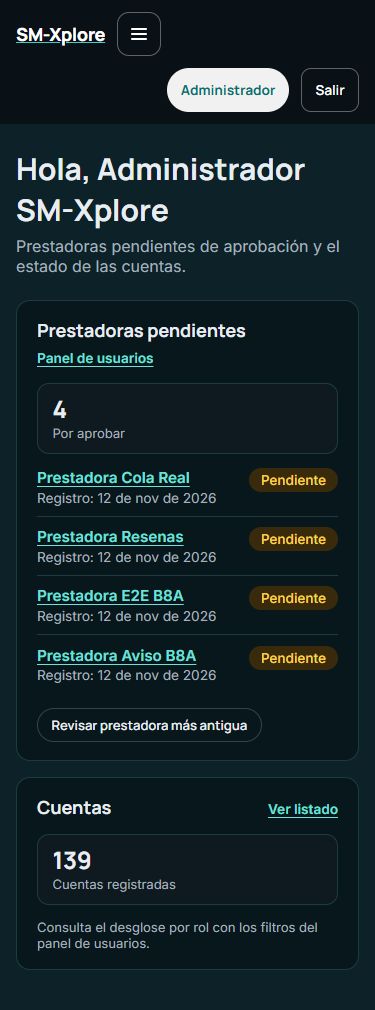 SM-Xplore
Administrador
Salir
Hola, Administrador
SM-Xplore
Prestadoras pendientes de aprobación y el
estado de las cuentas.
Prestadoras pendientes
Panel de usuarios
4
Por aprobar
Prestadora Cola Real
Pendiente
Registro: 12 de nov de 2026
Prestadora Resenas
Pendiente
Registro: 12 de nov de 2026
Prestadora E2E B8A
Pendiente
Registro: 12 de nov de 2026
Prestadora Aviso B8A
Pendiente
Registro: 12 de nov de 2026
Revisar prestadora más antigua
Cuentas
Ver listado
139
Cuentas registradas
Consulta el desglose por rol con los filtros del
panel de usuarios.